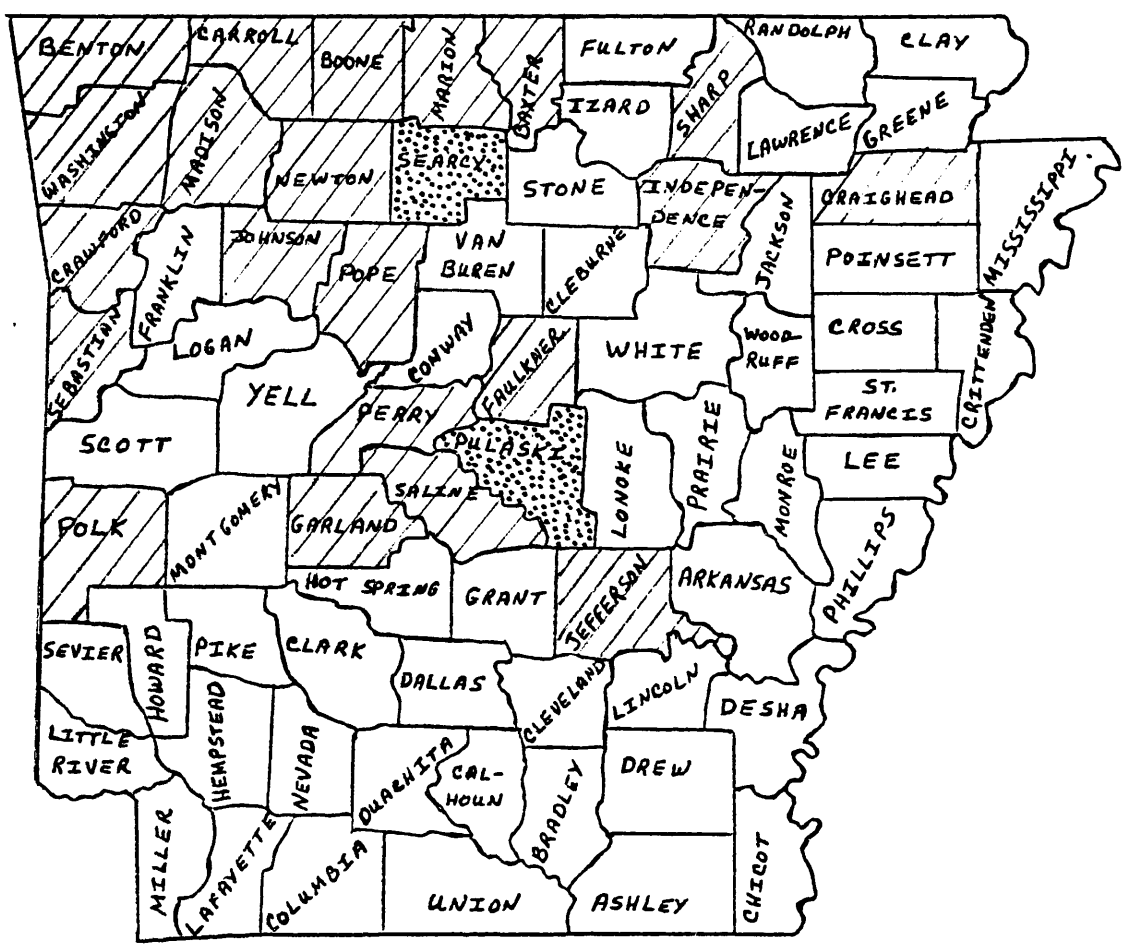 BENTON
CARROLL
BOONE
MARION
BAXTER
FULTON
SHARP
RANDOLPH
CLAY
WASHINGTON
MADISON
NEWTON
SEARCY
IZARD
STONE
LAWRENCE
GREENE
INDEPEN-
DENCE
JACKSON
CRAIGHEAD
MISSISSIPPI
CRAWFORD
FRANKLIN
JOHNSON
POPE
VAN
BUREN
CLEBURNE
POINSETT
SEBASTIAN
LOGAN
CONWAY
FAULKNER
WHITE
WOOD-
RUFF
CROSS
CRITTENDEN
SCOTT
YELL
PERRY
PULASKI
LONOKE
PRAIRIE
MONROE
ST.
FRANCIS
LEE
POLK
MONTGOMERY
GARLAND
SALINE
PHILLIPS
HOT SPRING
GRANT
JEFFERSON
ARKANSAS
SEVIER
HOWARD
PIKE
CLARK
DALLAS
CLEVELAND
LINCOLN
DESHA
LITTLE
RIVER
HEMPSTEAD
NEVADA
OUACHITA
CAL-
HOUN
BRADLEY
DREW
MILLER
LAFAYETTE
COLUMBIA
UNION
ASHLEY
CHICOT